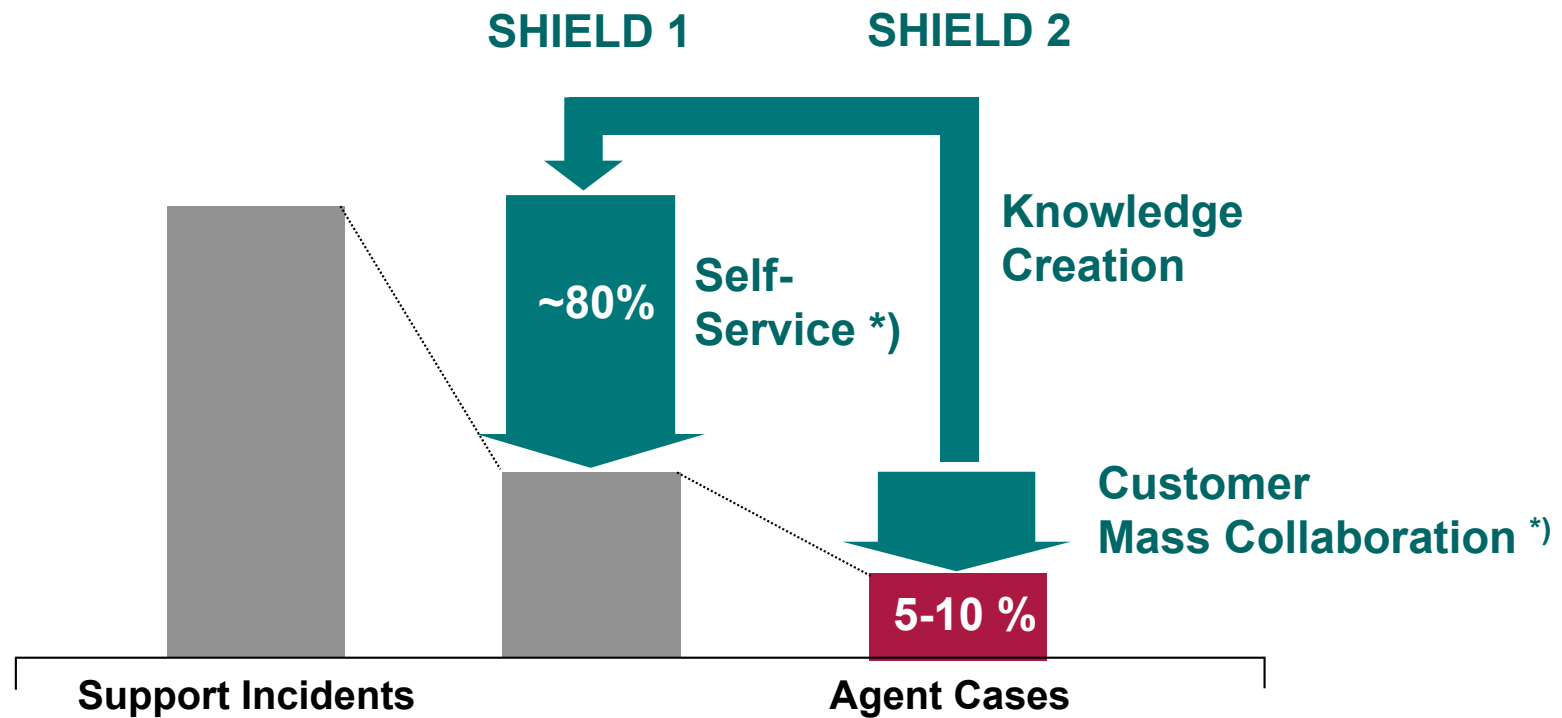 SHIELD 1
SHIELD 2
Knowledge
Creation
~80%
Self-
Service *)
Customer
Mass Collaboration *)
5-10 %
Support Incidents
Agent Cases